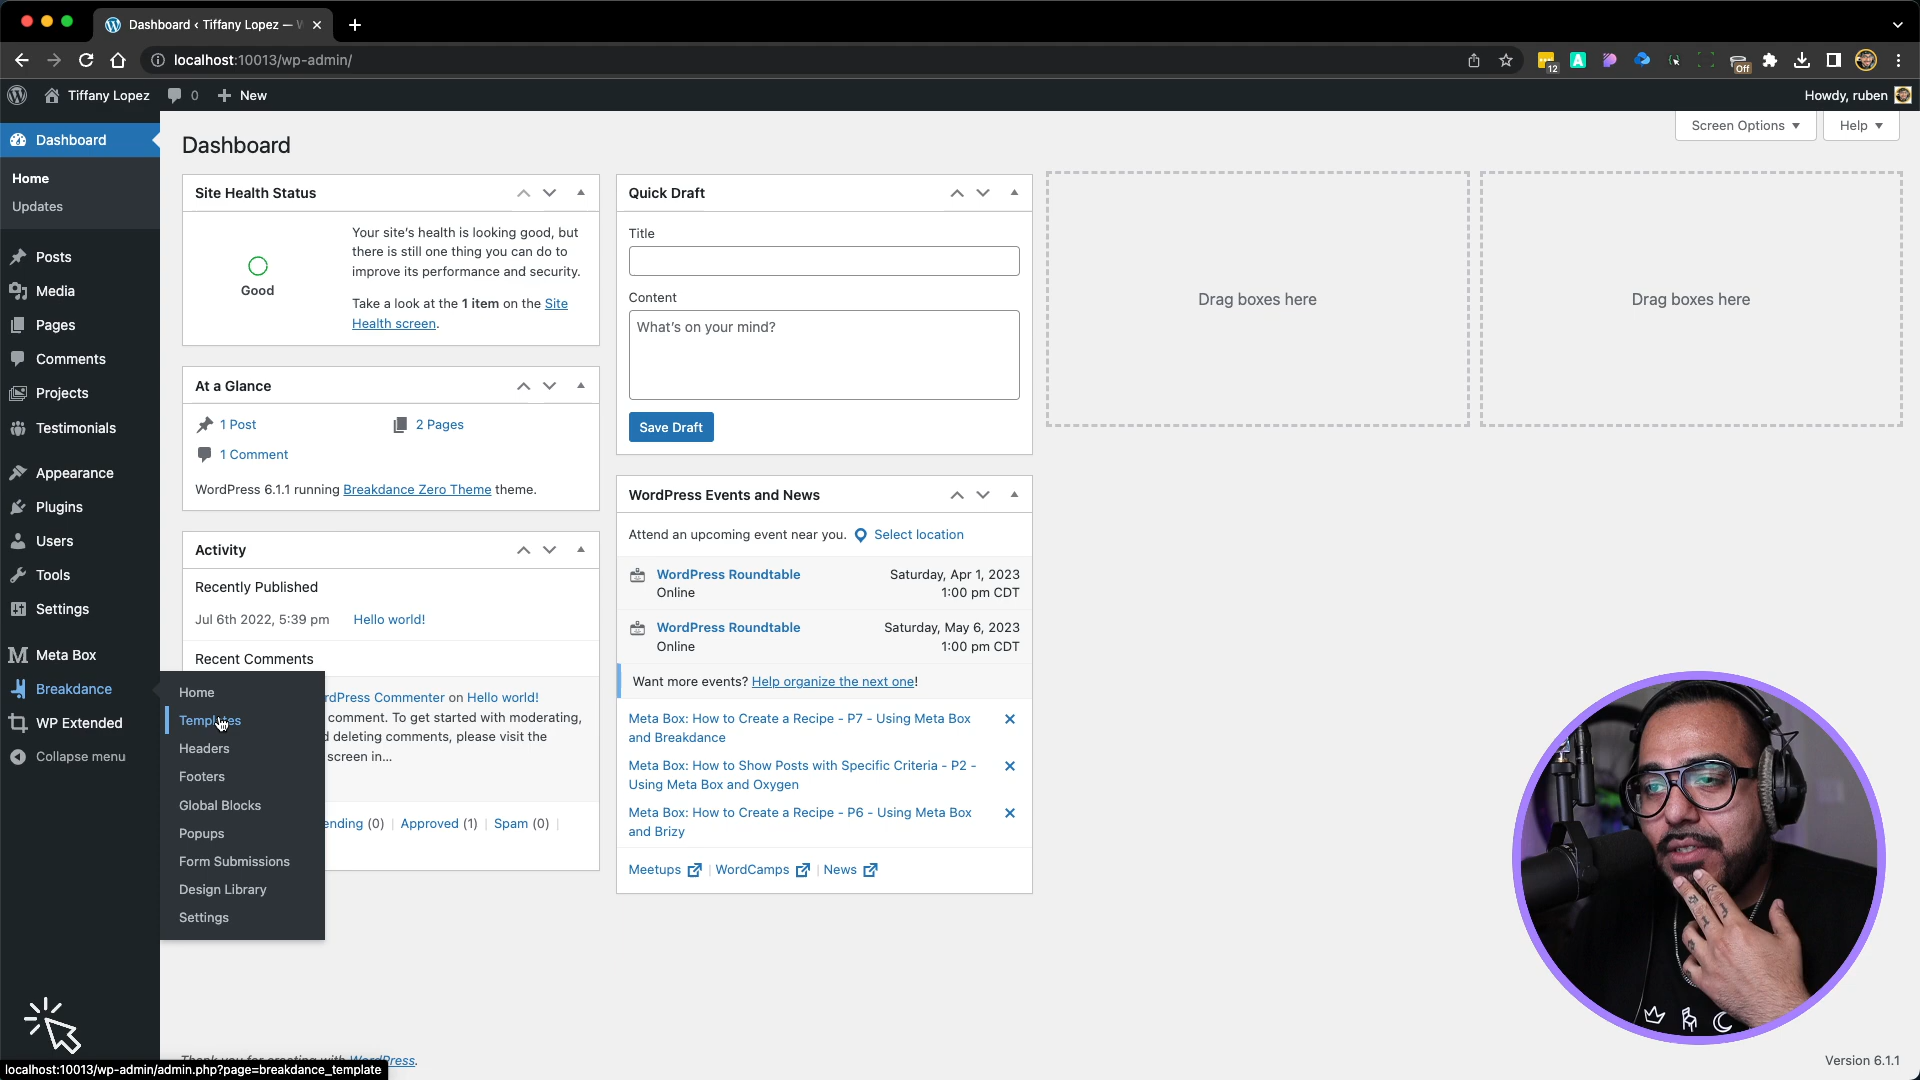 Dashboard ‹ Tiffany Lopez —
localhost:10013/wp-admin/
12
A
Off
Tiffany Lopez
0
New
Howdy, ruben
Dashboard
Home
Updates
Posts
Media
Pages
Comments
Projects
Testimonials
Appearance
Plugins
Users
Tools
Settings
Meta Box
Breakdance
WP Extended
Collapse menu
Home
Templates
Headers
Footers
Global Blocks
Popups
Form Submissions
Design Library
Settings
Screen Options
Help
Dashboard
Site Health Status
Good
Your site's health is looking good, but
there is still one thing you can do to
improve its performance and security.
Take a look at the 1 item on the Site
Health screen.
At a Glance
1 Post
2 Pages
1 Comment
WordPress 6.1.1 running Breakdance Zero Theme theme.
Activity
Recently Published
Jul 6th 2022, 5:39 pm
Hello world!
Recent Comments
rdPress Commenter on Hello world!
comment. To get started with moderating,
d deleting comments, please visit the
screen in...
ending (0) | Approved (1) | Spam (0) |
Quick Draft
Title
Content
What's on your mind?
Save Draft
WordPress Events and News
Attend an upcoming event near you.
Select location
WordPress Roundtable
Online
Saturday, Apr 1, 2023
1:00 pm CDT
WordPress Roundtable
Online
Saturday, May 6, 2023
1:00 pm CDT
Want more events? Help organize the next one!
Meta Box: How to Create a Recipe - P7 - Using Meta Box
and Breakdance
Meta Box: How to Show Posts with Specific Criteria - P2 -
Using Meta Box and Oxygen
Meta Box: How to Create a Recipe - P6 - Using Meta Box
and Brizy
Meetups | WordCamps | News
Drag boxes here
Drag boxes here
Thank you for creating with WordPress.
Version 6.1.1
localhost:10013/wp-admin/admin.php?page=breakdance_template